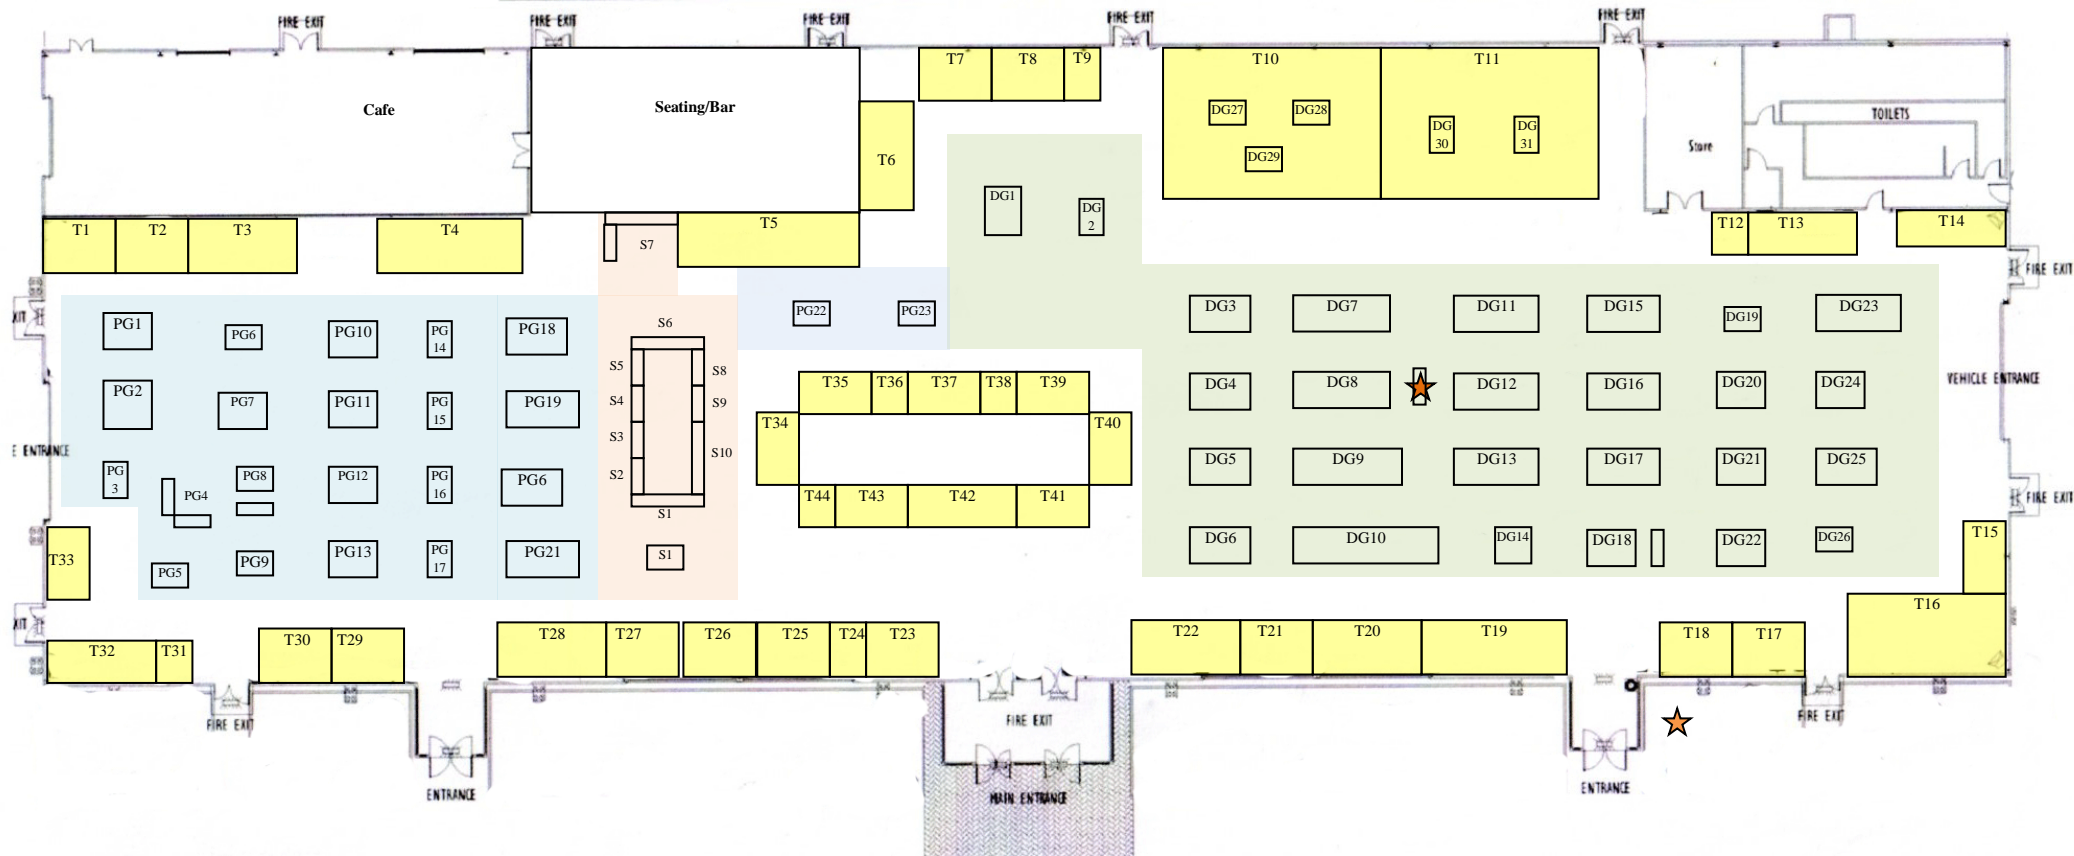 FIRE EXIT
FIRE EXIT
FIRE EXIT
FIRE EXIT
FIRE EXIT
Cafe
Seating/Bar
T7
T8
T9
T10
T11
DG27
DG28
DG29
DG
30
DG
31
Store
TOILETS
T6
DG1
DG
2
T1
T2
T3
T4
S7
T5
T12
T13
T14
FIRE EXIT
XIT
PG1
PG6
PG10
PG
14
PG18
S6
PG22
PG23
DG3
DG7
DG11
DG15
DG19
DG23
PG2
PG7
PG11
PG
15
PG19
S5
S4
S3
S2
S8
S9
S10
S1
S1
T35
T36
T37
T38
T39
T34
T40
T44
T43
T42
T41
DG4
DG8
DG12
DG16
DG20
DG24
VEHICLE ENTRANCE
E ENTRANCE
PG
3
PG4
PG8
PG12
PG
16
PG6
DG5
DG9
DG13
DG17
DG21
DG25
FIRE EXIT
T33
PG5
PG9
PG13
PG
17
PG21
DG6
DG10
DG14
DG18
DG22
DG26
T15
T16
XIT
T32
T31
T30
T29
T28
T27
T26
T25
T24
T23
T22
T21
T20
T19
T18
T17
FIRE EXIT
FIRE EXIT
FIRE EXIT
ENTRANCE
MAIN ENTRANCE
ENTRANCE